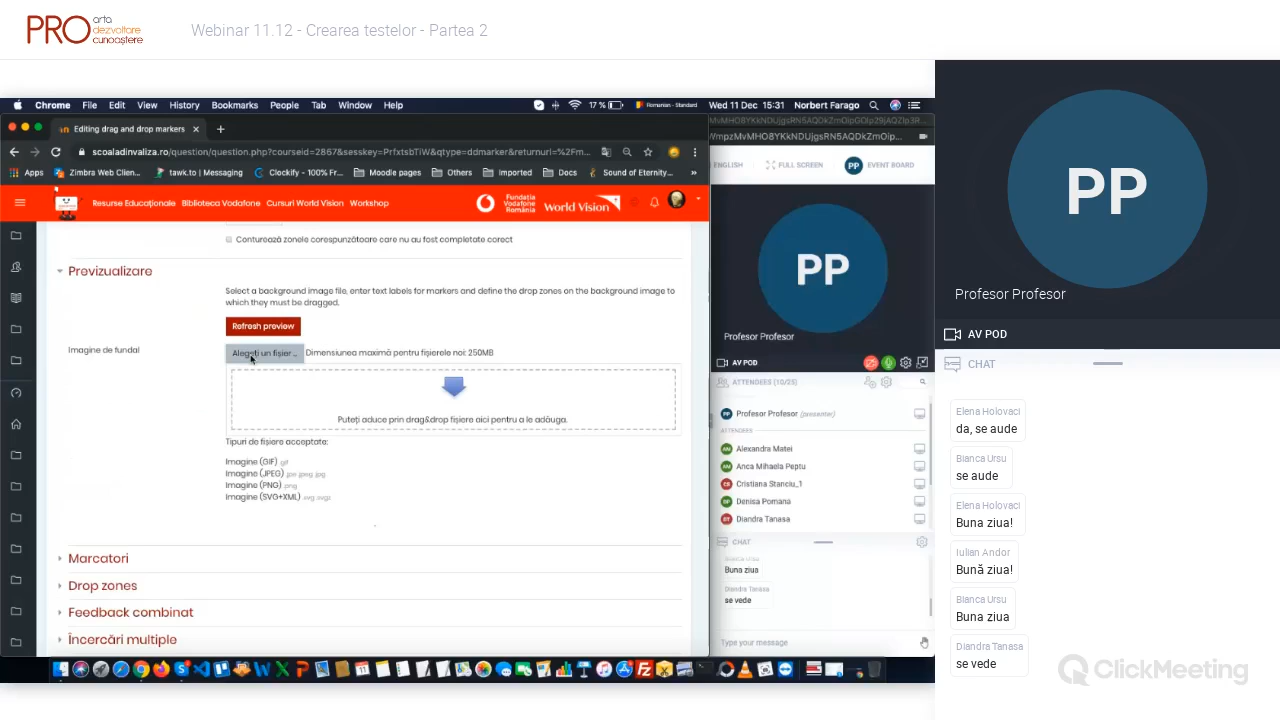 PRO arta
dezvoltare
cunoaștere
Webinar 11.12 - Crearea testelor - Partea 2
Chrome File Edit View History Bookmarks People Tab Window Help
17 % Romanian - Standard Wed 11 Dec 15:31 Norbert Farago
Editing drag and drop markers
scoaladinvaliza.ro/question/question.php?courseid=2867&sesskey=PrfxtsbTiW&qtype=ddmarker&returnurl=%2Fm...
Apps Zimbra Web Clien... tawk.to | Messaging Clockify - 100% Fr... Moodle pages Others Imported Docs Sound of Eternity... »
Resurse Educaționale Biblioteca Vodafone Cursuri World Vision Workshop
Fundația
Vodafone
România
World Vision
Conturează zonele corespunzătoare care nu au fost completate corect
Previzualizare
Select a background image file, enter text labels for markers and define the drop zones on the background image to
which they must be dragged.
Refresh preview
Imagine de fundal
Alegeți un fișier... Dimensiunea maximă pentru fișierele noi: 250MB
Puteți aduce prin drag&drop fișiere aici pentru a le adăuga.
Tipuri de fișiere acceptate:
Imagine (GIF) .gif
Imagine (JPEG) .jpe .jpeg .jpg
Imagine (PNG) .png
Imagine (SVG+XML) .svg .svgz
Marcatori
Drop zones
Feedback combinat
Încercări multiple
ENGLISH FULL SCREEN PP EVENT BOARD
PP
Profesor Profesor
AV POD
ATTENDEES (10/25)
PP Profesor Profesor (presenter)
ATTENDEES
Alexandra Matei
Anca Mihaela Peptu
Cristiana Stanciu_1
Denisa Pomana
Diandra Tanasa
CHAT
Bianca Ursu
Buna ziua
Diandra Tanasa
se vede
Type your message
PP
Profesor Profesor
AV POD
CHAT
Elena Holovaci
da, se aude
Bianca Ursu
se aude
Elena Holovaci
Buna ziua!
Iulian Andor
Bună ziua!
Bianca Ursu
Buna ziua
Diandra Tanasa
se vede
ClickMeeting